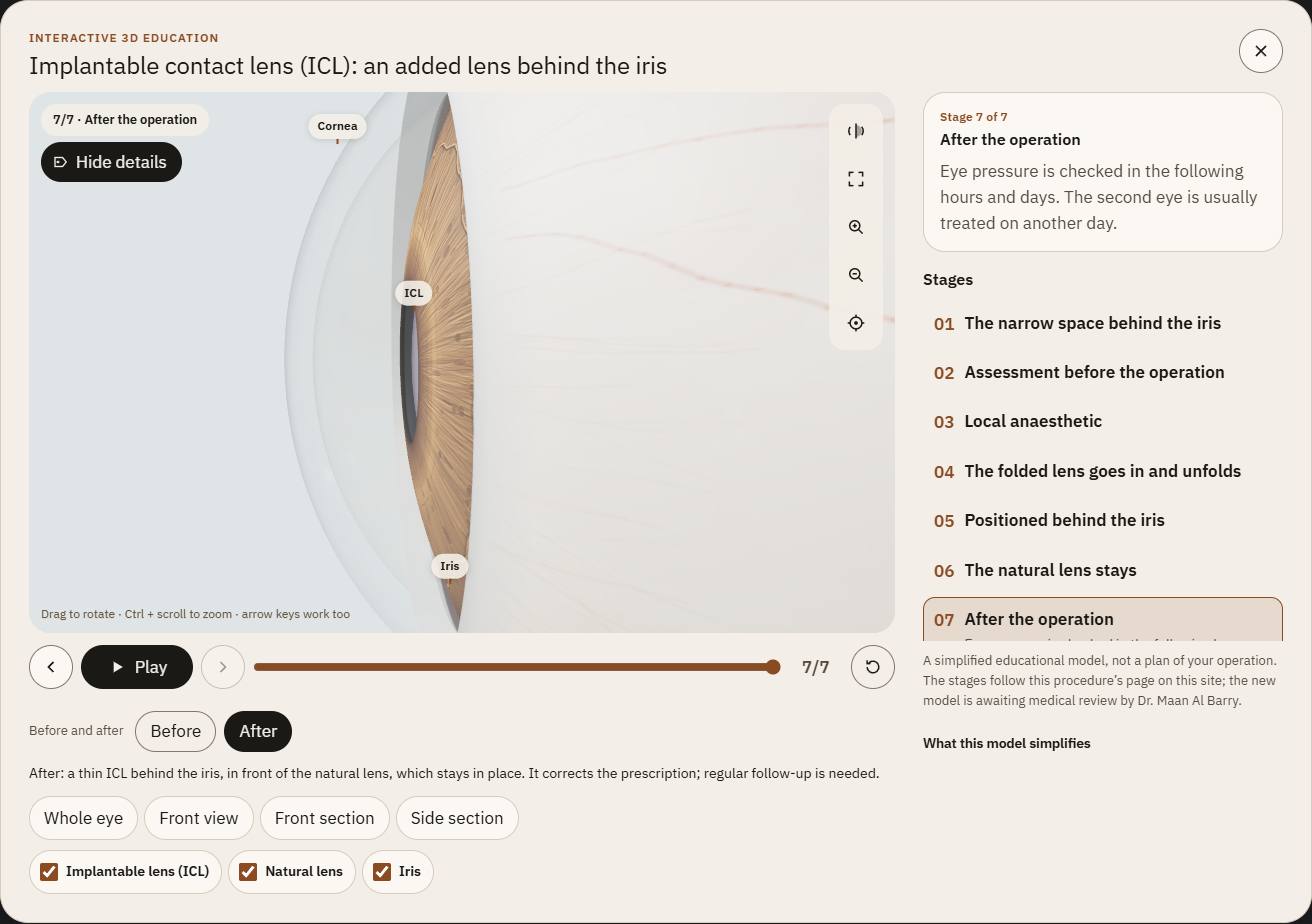 INTERACTIVE 3D EDUCATION
Implantable contact lens (ICL): an added lens behind the iris
7/7 · After the operation
Hide details
Cornea
ICL
Iris
Drag to rotate · Ctrl + scroll to zoom · arrow keys work too
Play
7/7
Before and after
Before
After
After: a thin ICL behind the iris, in front of the natural lens, which stays in place. It corrects the prescription; regular follow-up is needed.
Whole eye
Front view
Front section
Side section
Implantable lens (ICL)
Natural lens
Iris
Stage 7 of 7
After the operation
Eye pressure is checked in the following
hours and days. The second eye is usually
treated on another day.
Stages
01 The narrow space behind the iris
02 Assessment before the operation
03 Local anaesthetic
04 The folded lens goes in and unfolds
05 Positioned behind the iris
06 The natural lens stays
07 After the operation
A simplified educational model, not a plan of your operation.
The stages follow this procedure’s page on this site; the new
model is awaiting medical review by Dr. Maan Al Barry.
What this model simplifies